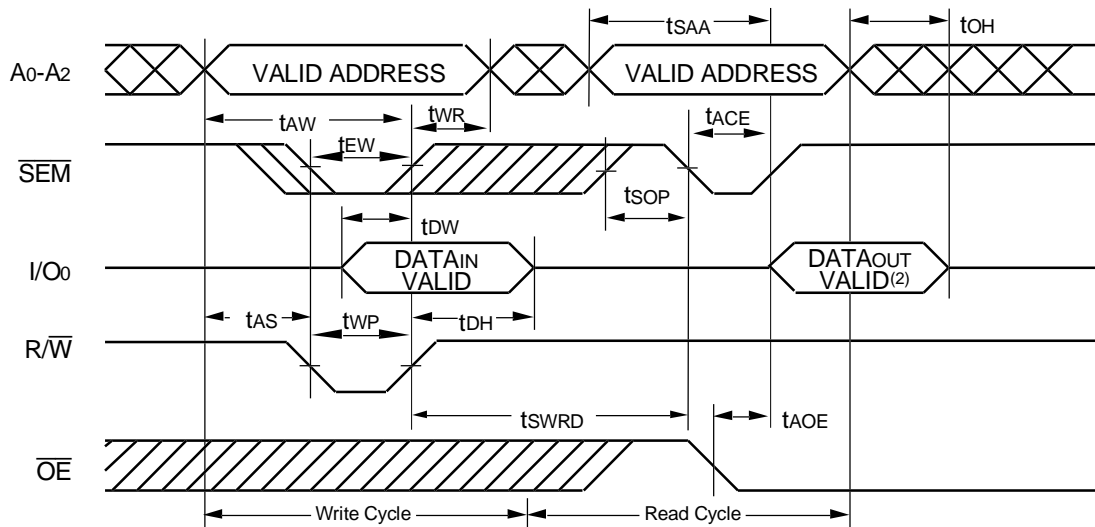 tSAA
tOH
A0-A2
VALID ADDRESS
VALID ADDRESS
tAW
tWR
tACE
tEW
SEM
tSOP
tDW
I/O0
DATAIN
VALID
DATAOUT
VALID(2)
tAS
tWP
tDH
R/W
tSWRD
tAOE
OE
Write Cycle
Read Cycle